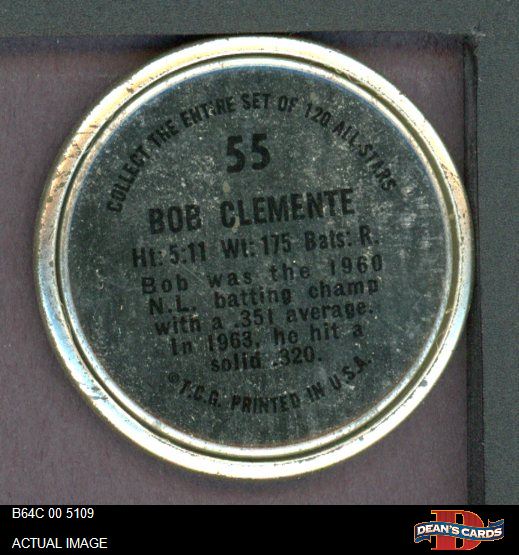 COLLECT THE ENTIRE SET OF 120 ALL-STARS
55
BOB CLEMENTE
Ht: 5:11 Wt: 175 Bats: R.
Bob was the 1960
N.L. batting champ
with a .351 average.
In 1963, he hit a
solid .320.
© T.C.G. PRINTED IN U.S.A.
B64C 00 5109
ACTUAL IMAGE
DEAN'S CARDS